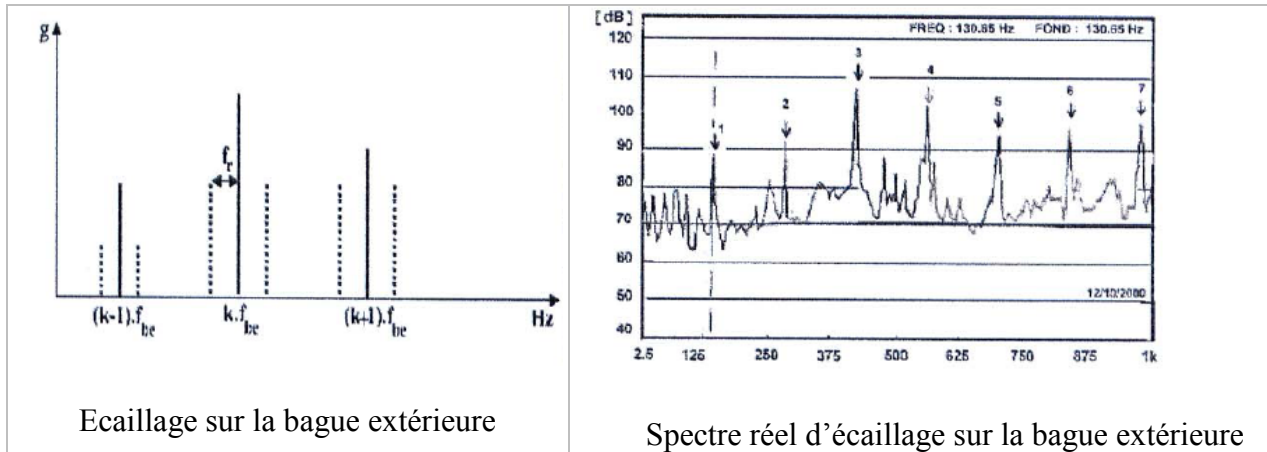 g
f_r
(k-1).f_be
k.f_be
(k+1).f_be
Hz
Ecaillage sur la bague extérieure
[dB]
FREQ : 130.65 Hz FOND : 130.65 Hz
120
110
100
90
80
70
60
50
40
1
2
3
4
5
6
7
12/10/2000
2.5 125 250 375 500 625 750 875 1k
Spectre réel d’écaillage sur la bague extérieure